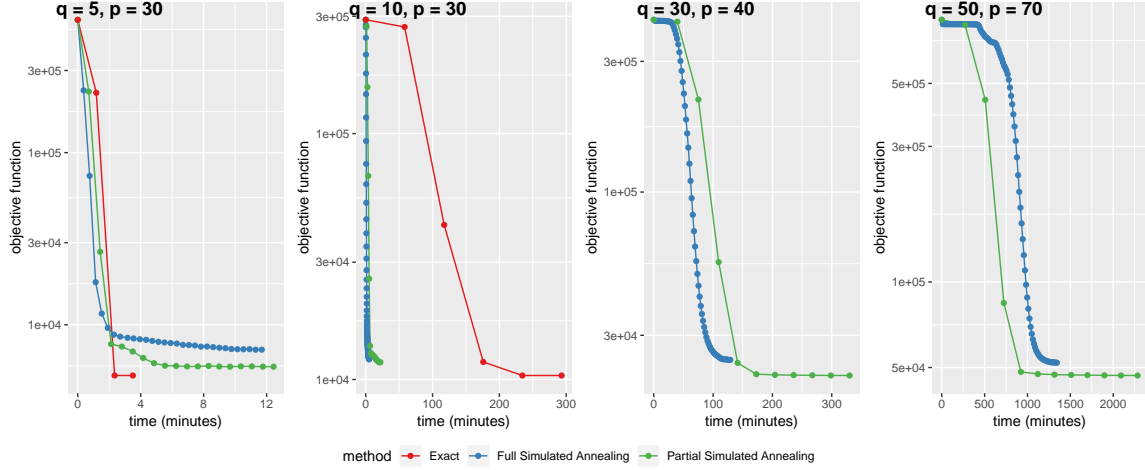 q = 5, p = 30
objective function
3e+05
1e+05
3e+04
1e+04
0
4
8
12
time (minutes)
q = 10, p = 30
objective function
3e+05
1e+05
3e+04
1e+04
0
100
200
300
time (minutes)
q = 30, p = 40
objective function
3e+05
1e+05
3e+04
0
100
200
300
time (minutes)
q = 50, p = 70
objective function
5e+05
3e+05
1e+05
5e+04
0
500
1000
1500
2000
time (minutes)
method
Exact
Full Simulated Annealing
Partial Simulated Annealing